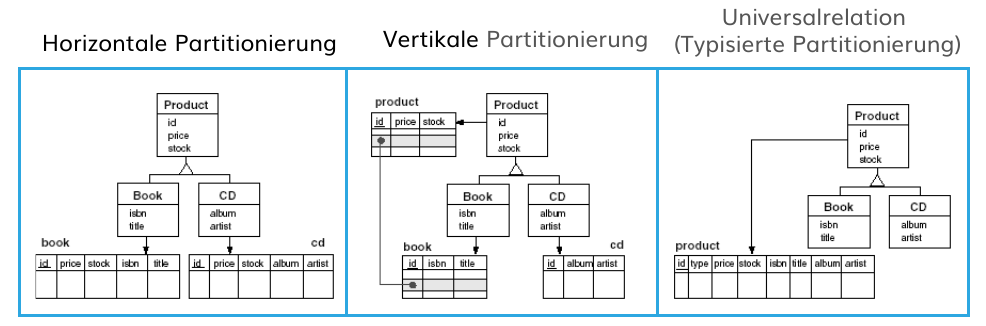 Horizontale Partitionierung
Product
id
price
stock
Book
isbn
title
CD
album
artist
book
id price stock isbn title
cd
id price stock album artist
Vertikale Partitionierung
product
id price stock
Product
id
price
stock
Book
isbn
title
CD
album
artist
book
id isbn title
cd
id album artist
Universalrelation
(Typisierte Partitionierung)
Product
id
price
stock
Book
isbn
title
CD
album
artist
product
id type price stock isbn title album artist